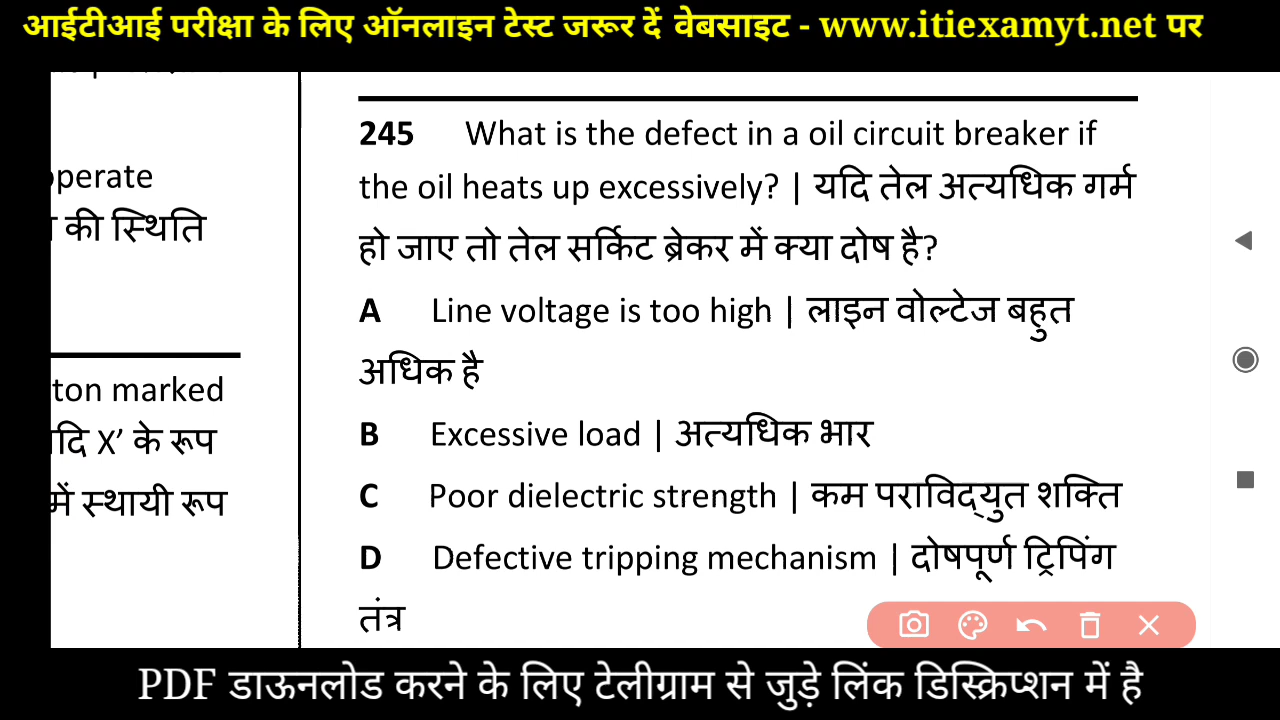 आईटीआई परीक्षा के लिए ऑनलाइन टेस्ट जरूर दें वेबसाइट - www.itiexamyt.net पर
perate
की स्थिति
ton marked
दि X’ के रूप
में स्थायी रूप
245 What is the defect in a oil circuit breaker if
the oil heats up excessively? | यदि तेल अत्यधिक गर्म
हो जाए तो तेल सर्किट ब्रेकर में क्या दोष है?
A Line voltage is too high | लाइन वोल्टेज बहुत
अधिक है
B Excessive load | अत्यधिक भार
C Poor dielectric strength | कम पराविद्युत शक्ति
D Defective tripping mechanism | दोषपूर्ण ट्रिपिंग
तंत्र
PDF डाऊनलोड करने के लिए टेलीग्राम से जुड़े लिंक डिस्क्रिप्शन में है